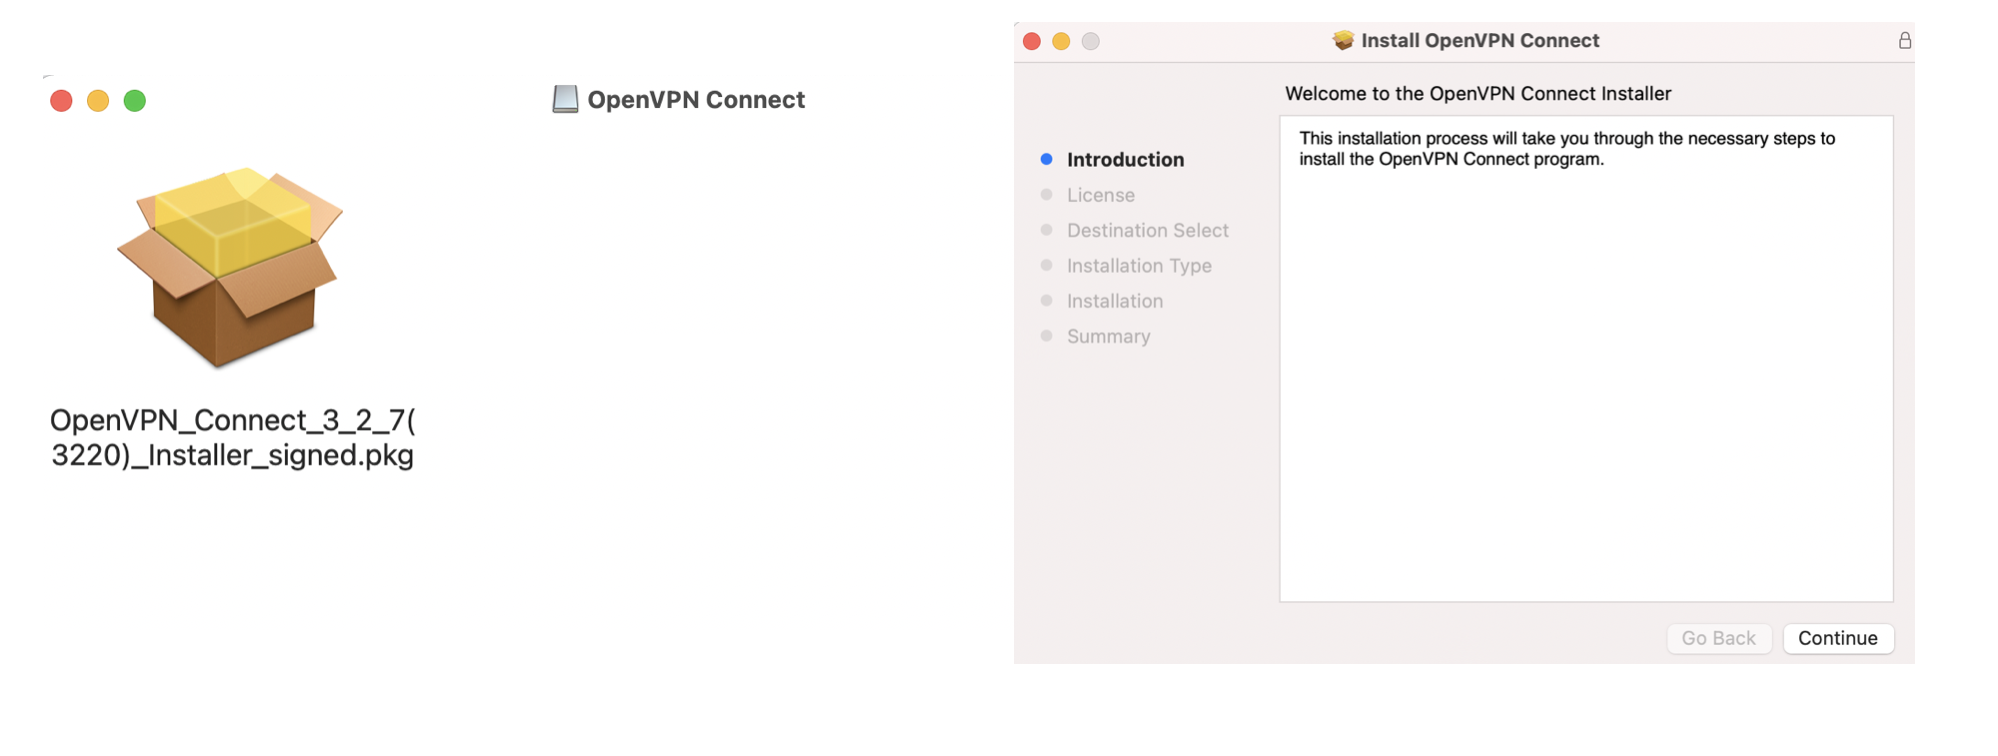 OpenVPN Connect
OpenVPN_Connect_3_2_7(
3220)_Installer_signed.pkg
Install OpenVPN Connect
Welcome to the OpenVPN Connect Installer
Introduction
License
Destination Select
Installation Type
Installation
Summary
This installation process will take you through the necessary steps to
install the OpenVPN Connect program.
Go Back
Continue